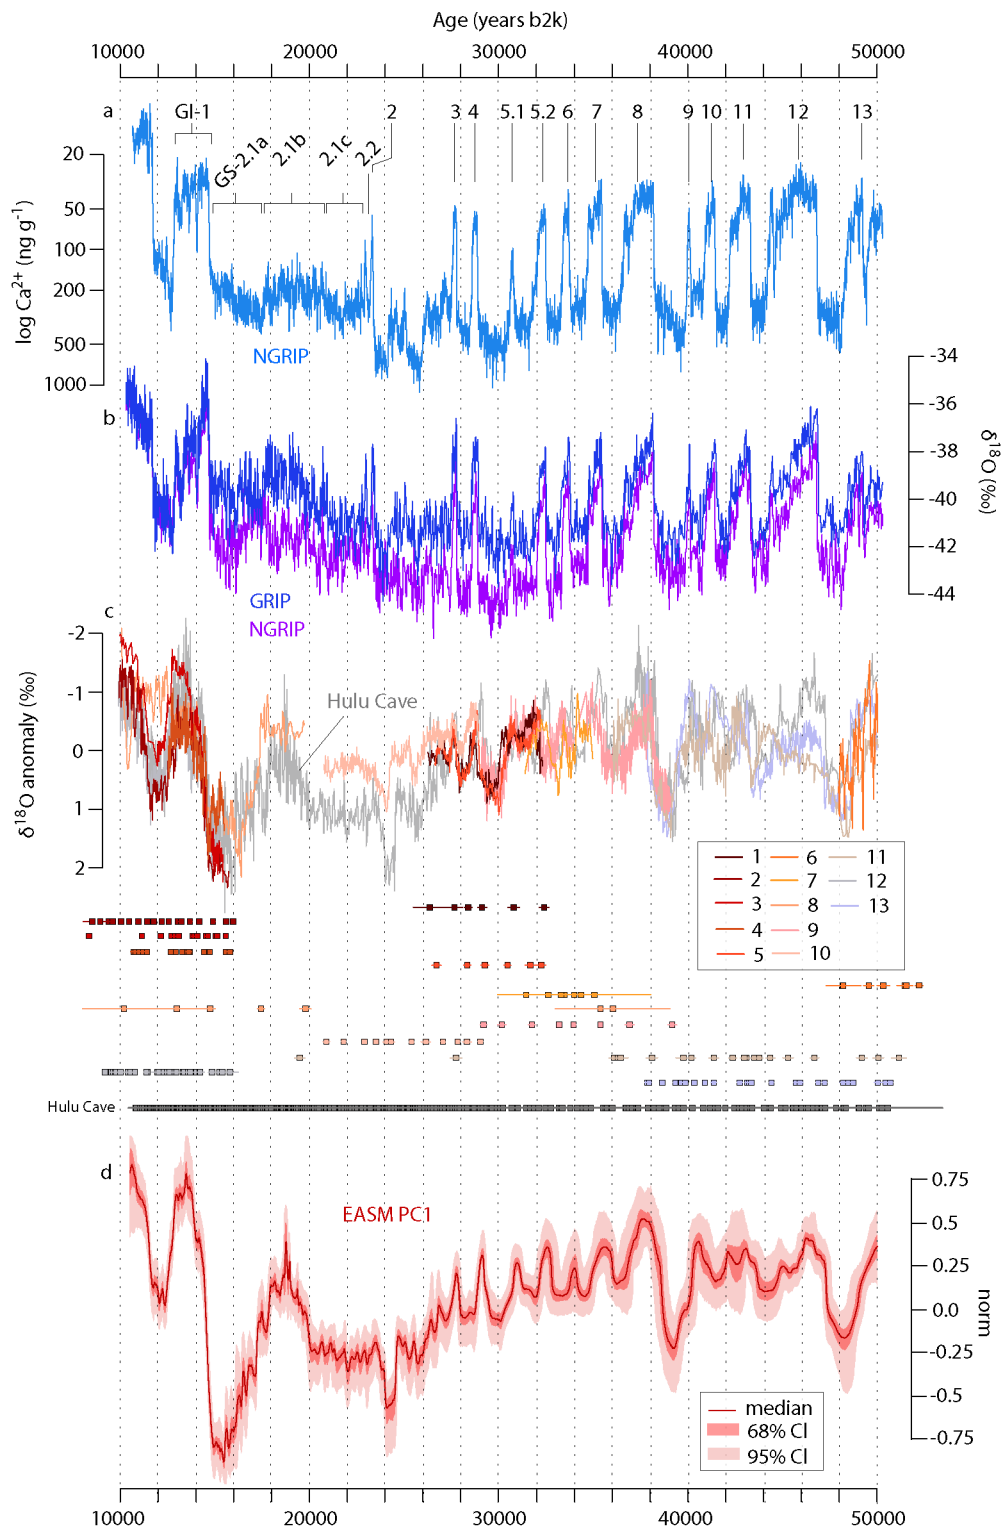 Age (years b2k)
10000 20000 30000 40000 50000
a
GI-1
GS-2.1a
2.1b
2.1c
2.2
2 3 4 5.1 5.2 6 7 8 9 10 11 12 13
log Ca²⁺ (ng g⁻¹)
20
50
100
200
500
1000
NGRIP
b
δ¹⁸O (‰)
-34
-36
-38
-40
-42
-44
GRIP
NGRIP
c
δ¹⁸O anomaly (‰)
-2
-1
0
1
2
Hulu Cave
1 6 11
2 7 12
3 8 13
4 9
5 10
Hulu Cave
d
EASM PC1
0.75
0.5
0.25
0.0
-0.25
-0.5
-0.75
norm
median
68% CI
95% CI
10000 20000 30000 40000 50000